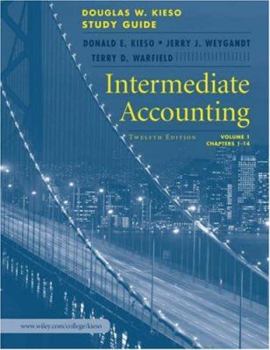 DOUGLAS W. KIESO
STUDY GUIDE
DONALD E. KIESO • JERRY J. WEYGANDT
TERRY D. WARFIELD
Intermediate
Accounting
TWELFTH EDITION
VOLUME 1
CHAPTERS 1-14
www.wiley.com/college/kieso